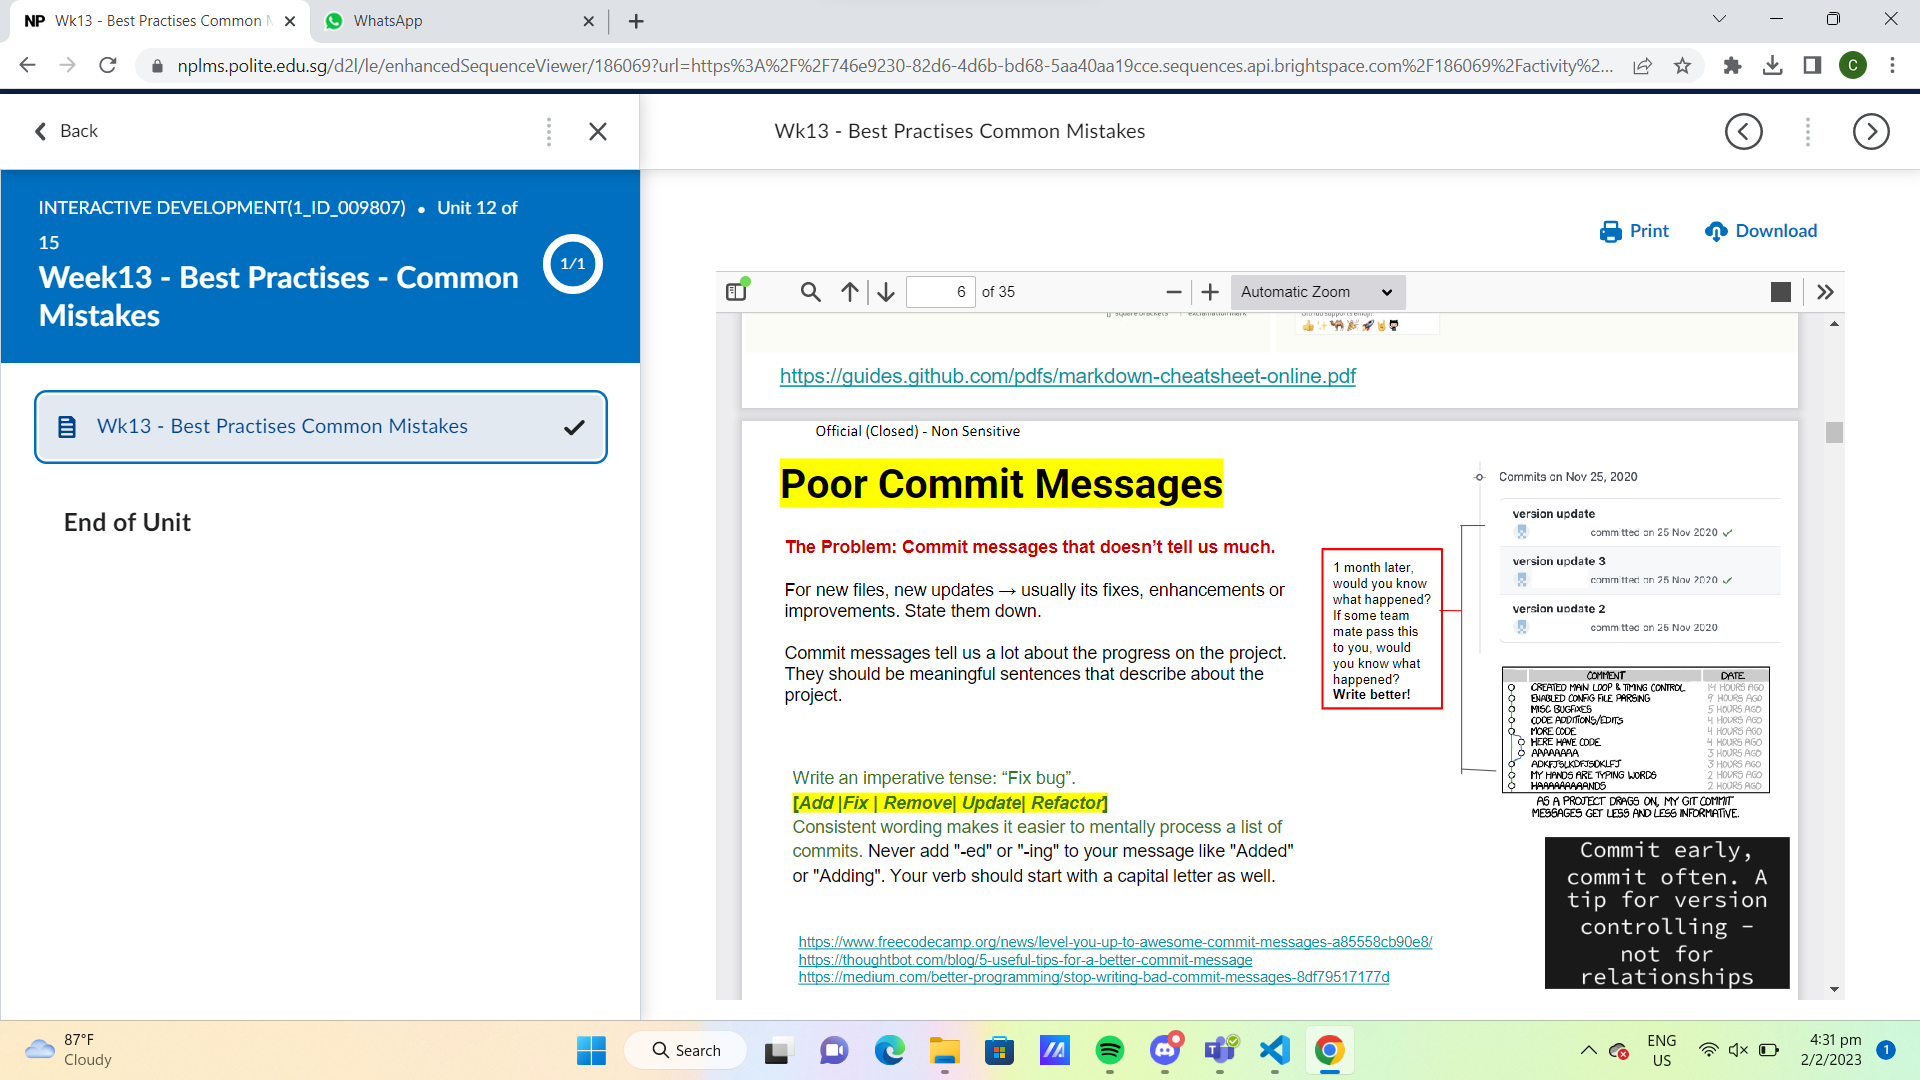 NP Wk13 - Best Practises Common M
WhatsApp
nplms.polite.edu.sg/d2l/le/enhancedSequenceViewer/186069?url=https%3A%2F%2F746e9230-82d6-4d6b-bd68-5aa40aa19cce.sequences.api.brightspace.com%2F186069%2Factivity%2...
C
Back
Wk13 - Best Practises Common Mistakes
INTERACTIVE DEVELOPMENT(1_ID_009807) • Unit 12 of
15
Week13 - Best Practises - Common
Mistakes
1/1
Wk13 - Best Practises Common Mistakes
End of Unit
Print
Download
6 of 35
Automatic Zoom
https://guides.github.com/pdfs/markdown-cheatsheet-online.pdf
Official (Closed) - Non Sensitive
Poor Commit Messages
The Problem: Commit messages that doesn’t tell us much.
For new files, new updates → usually its fixes, enhancements or
improvements. State them down.
Commit messages tell us a lot about the progress on the project.
They should be meaningful sentences that describe about the
project.
Write an imperative tense: “Fix bug”.
[Add |Fix | Remove| Update| Refactor]
Consistent wording makes it easier to mentally process a list of
commits. Never add "-ed" or "-ing" to your message like "Added"
or "Adding". Your verb should start with a capital letter as well.
https://www.freecodecamp.org/news/level-you-up-to-awesome-commit-messages-a85558cb90e8/
https://thoughtbot.com/blog/5-useful-tips-for-a-better-commit-message
https://medium.com/better-programming/stop-writing-bad-commit-messages-8df79517177d
1 month later,
would you know
what happened?
If some team
mate pass this
to you, would
you know what
happened?
Write better!
Commits on Nov 25, 2020
version update
committed on 25 Nov 2020
version update 3
committed on 25 Nov 2020
version update 2
committed on 25 Nov 2020
COMMENT DATE
CREATED MAIN LOOP & TIMING CONTROL 14 HOURS AGO
ENABLED CONFIG FILE PARSING 9 HOURS AGO
MISC BUGFIXES 5 HOURS AGO
CODE ADDITIONS/EDITS 4 HOURS AGO
MORE CODE 4 HOURS AGO
HERE HAVE CODE 4 HOURS AGO
AAAAAAAA 3 HOURS AGO
ADKFJSLKDFJSDKLFJ 3 HOURS AGO
MY HANDS ARE TYPING WORDS 2 HOURS AGO
HAAAAAAAAANDS 2 HOURS AGO
AS A PROJECT DRAGS ON, MY GIT COMMIT
MESSAGES GET LESS AND LESS INFORMATIVE.
Commit early,
commit often. A
tip for version
controlling -
not for
relationships
87°F
Cloudy
Search
ENG
US
4:31 pm
2/2/2023
1